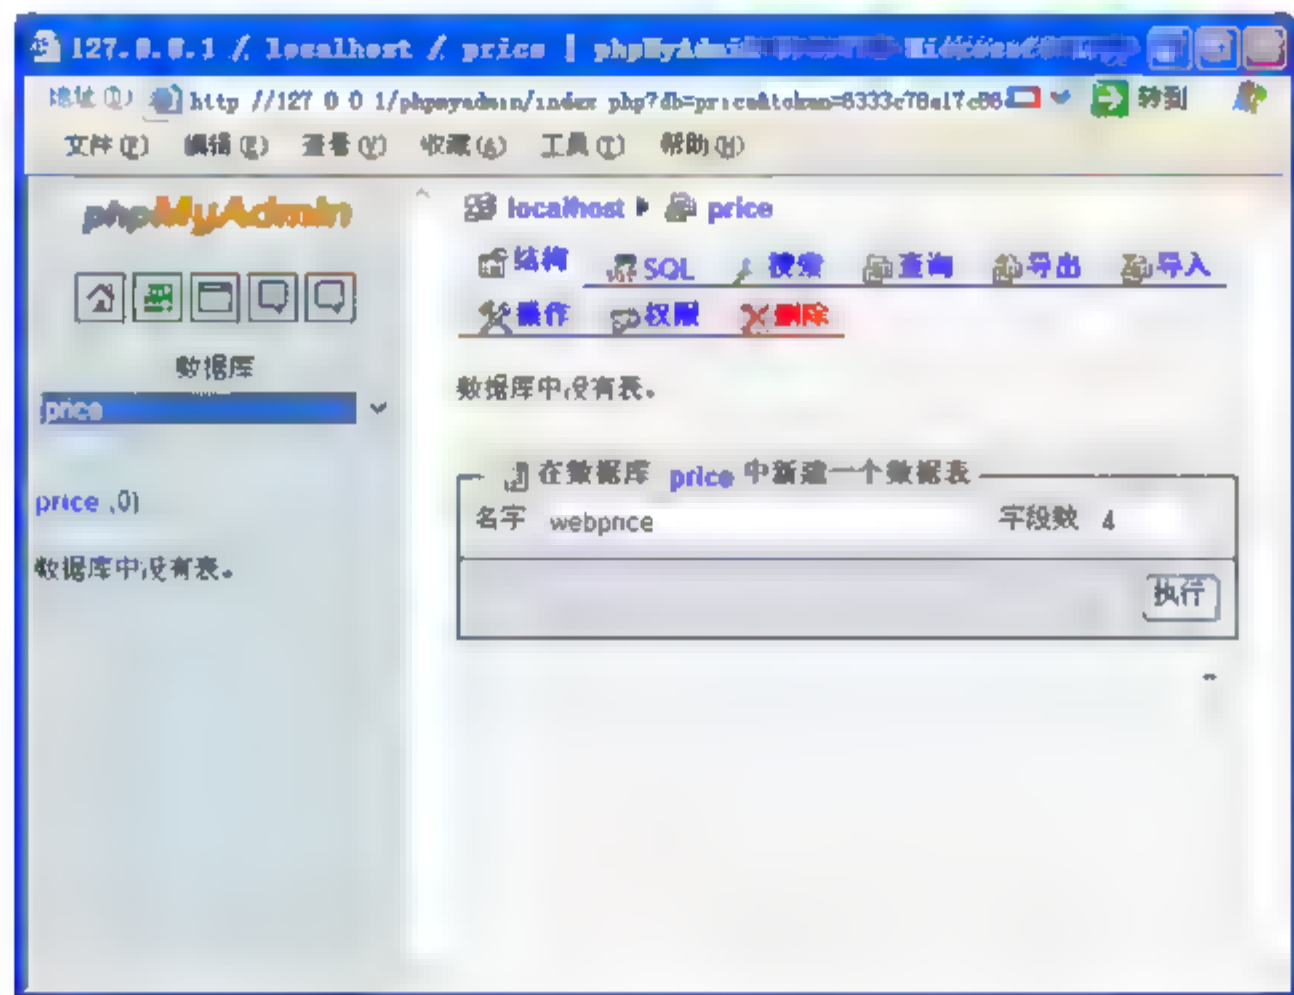 127.0.0.1 / localhost / price | phpMyAdmin
地址(D) http //127 0 0 1/phpmyadmin/index php?db=price&token=6333c78a17c86 转到
文件(F) 编辑(E) 查看(V) 收藏(A) 工具(T) 帮助(H)
phpMyAdmin
数据库
price
price (0)
数据库中没有表。
localhost price
结构 SQL 搜索 查询 导出 导入
操作 权限 删除
数据库中没有表。
在数据库 price 中新建一个数据表
名字 webprice 字段数 4
执行